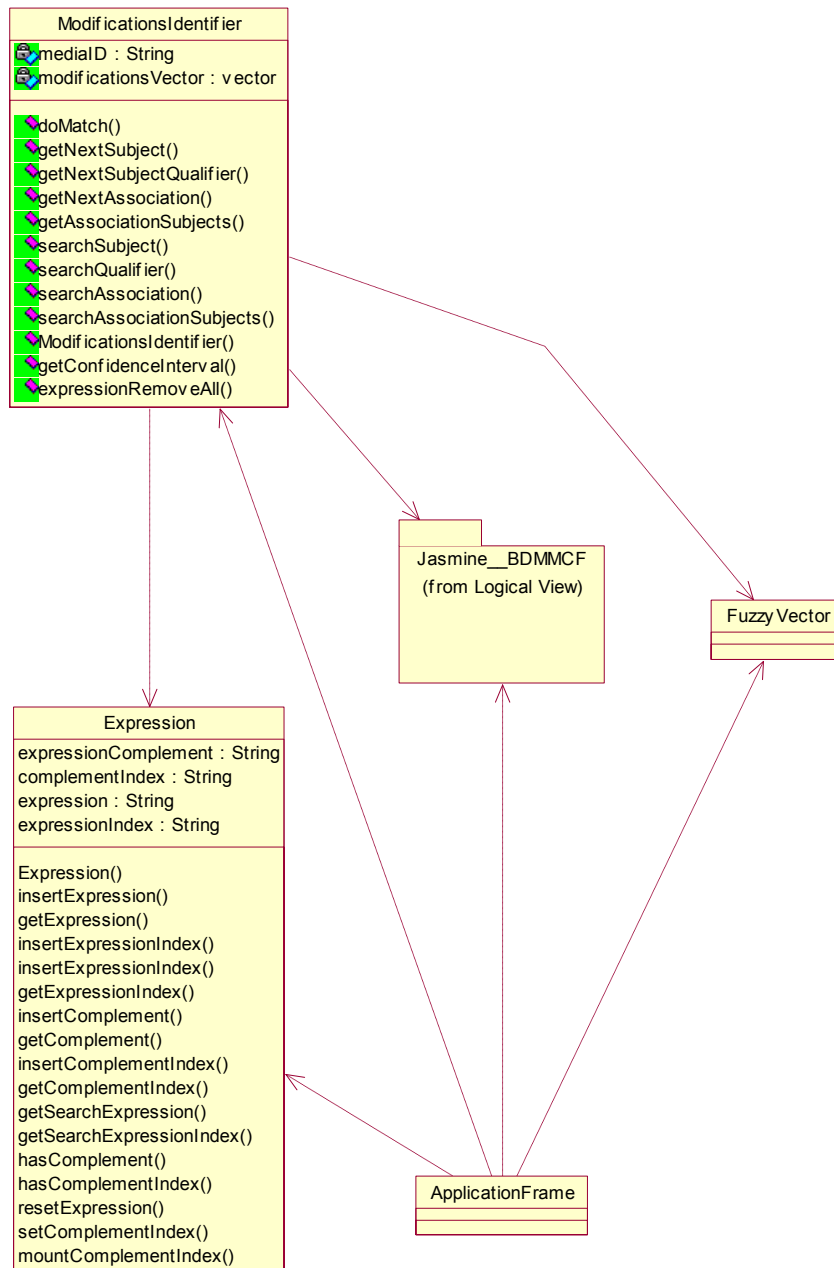 ModificationsIdentifier
mediaID : String
modificationsVector : vector
doMatch()
getNextSubject()
getNextSubjectQualifier()
getNextAssociation()
getAssociationSubjects()
searchSubject()
searchQualifier()
searchAssociation()
searchAssociationSubjects()
ModificationsIdentifier()
getConfidenceInterval()
expressionRemoveAll()
Jasmine__BDMMCF
(from Logical View)
FuzzyVector
Expression
expressionComplement : String
complementIndex : String
expression : String
expressionIndex : String
Expression()
insertExpression()
getExpression()
insertExpressionIndex()
insertExpressionIndex()
getExpressionIndex()
insertComplement()
getComplement()
insertComplementIndex()
getComplementIndex()
getSearchExpression()
getSearchExpressionIndex()
hasComplement()
hasComplementIndex()
resetExpression()
setComplementIndex()
mountComplementIndex()
ApplicationFrame